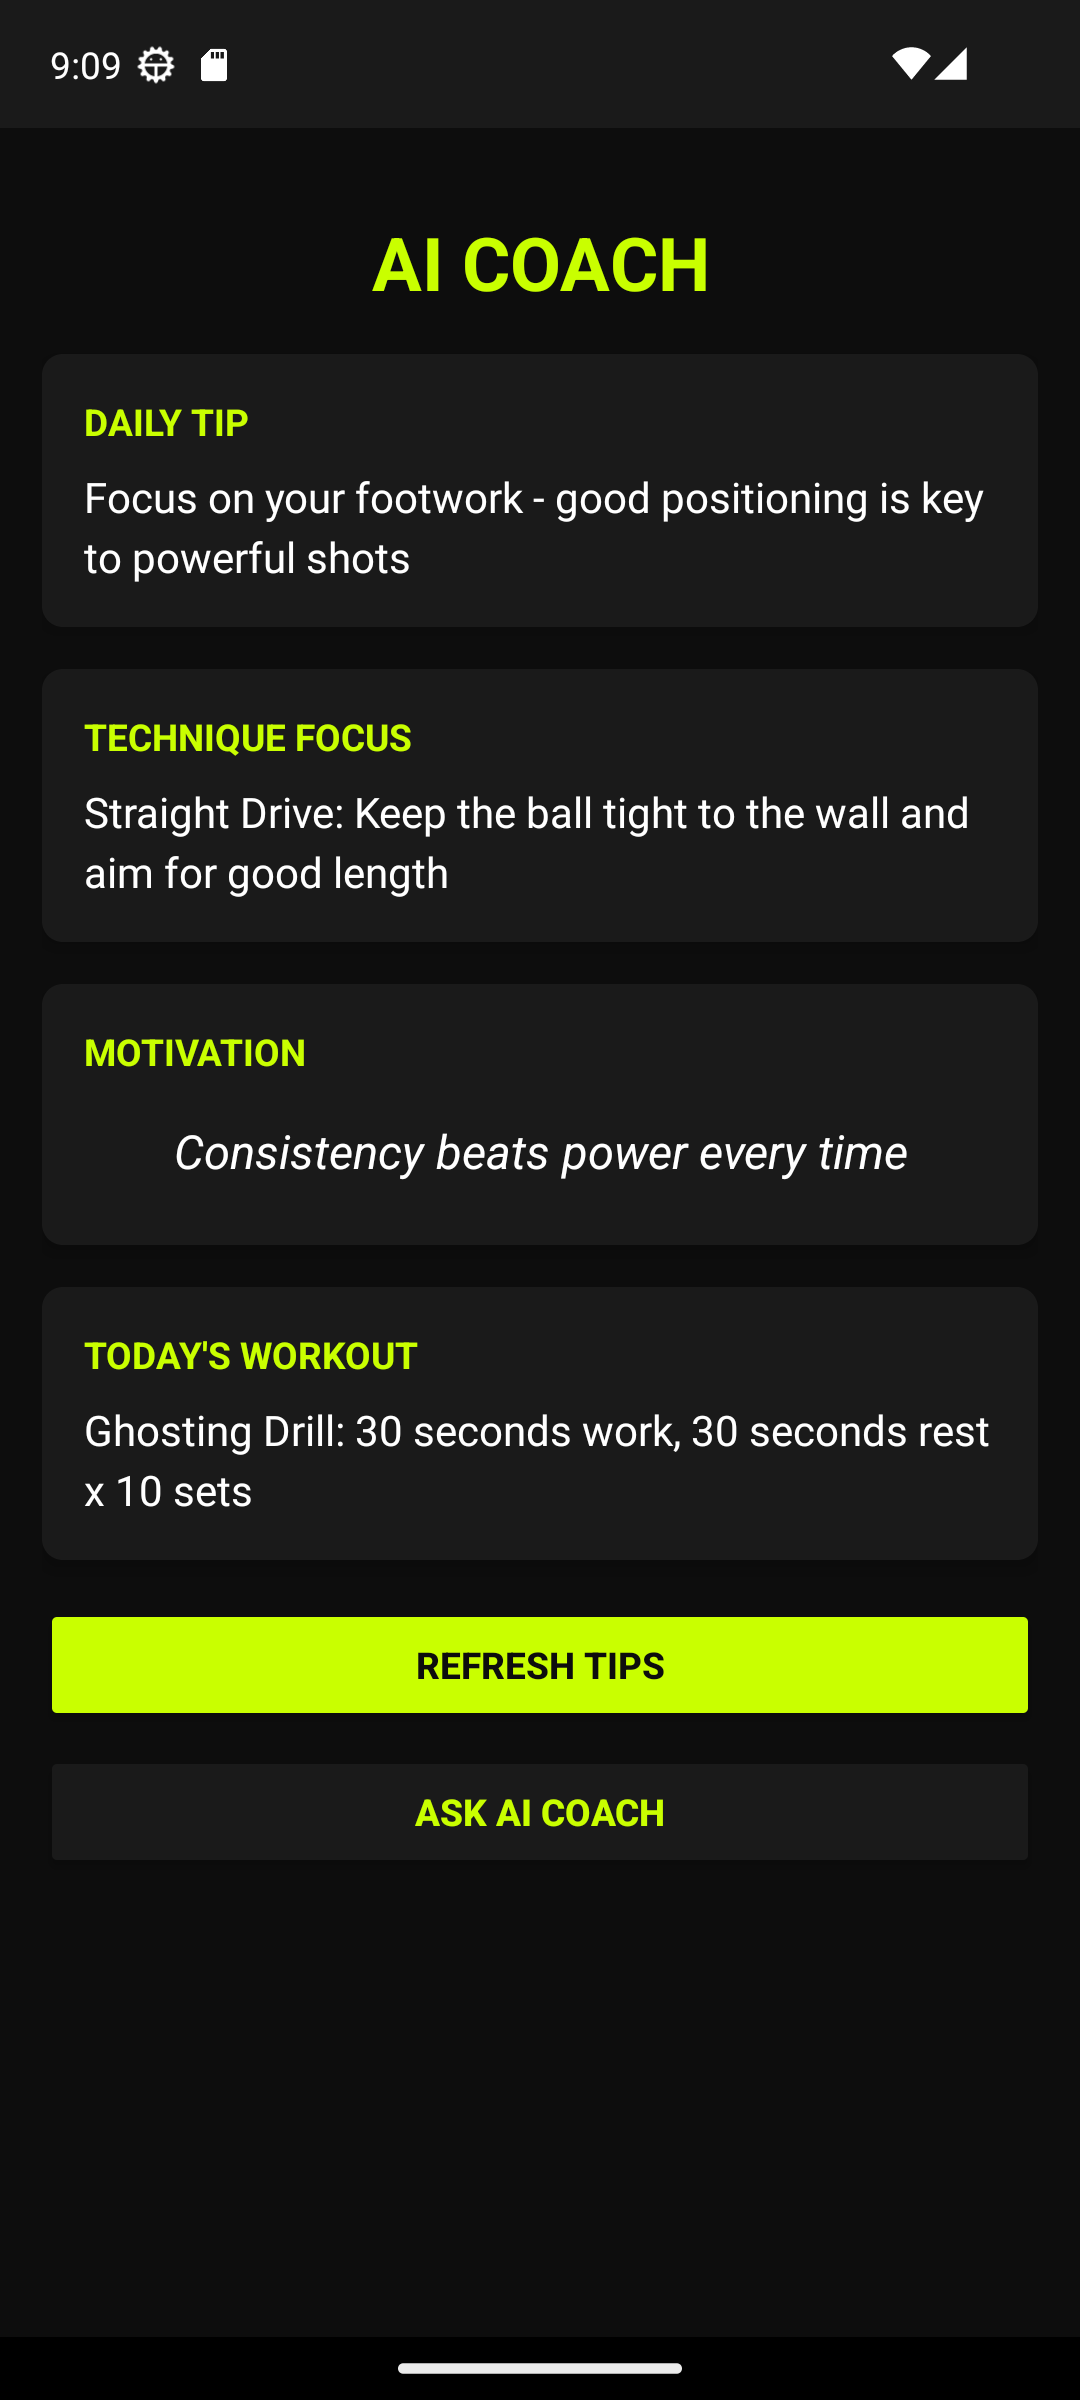 9:09
AI COACH
DAILY TIP
Focus on your footwork - good positioning is key
to powerful shots
TECHNIQUE FOCUS
Straight Drive: Keep the ball tight to the wall and
aim for good length
MOTIVATION
Consistency beats power every time
TODAY'S WORKOUT
Ghosting Drill: 30 seconds work, 30 seconds rest
x 10 sets
REFRESH TIPS
ASK AI COACH